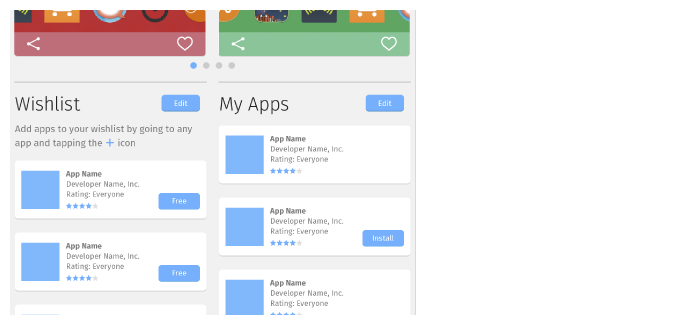 Wishlist
Edit
Add apps to your wishlist by going to any
app and tapping the + icon
App Name
Developer Name, Inc.
Rating: Everyone
Free
App Name
Developer Name, Inc.
Rating: Everyone
Free
My Apps
Edit
App Name
Developer Name, Inc.
Rating: Everyone
App Name
Developer Name, Inc.
Rating: Everyone
Install
App Name
Developer Name, Inc.
Rating: Everyone